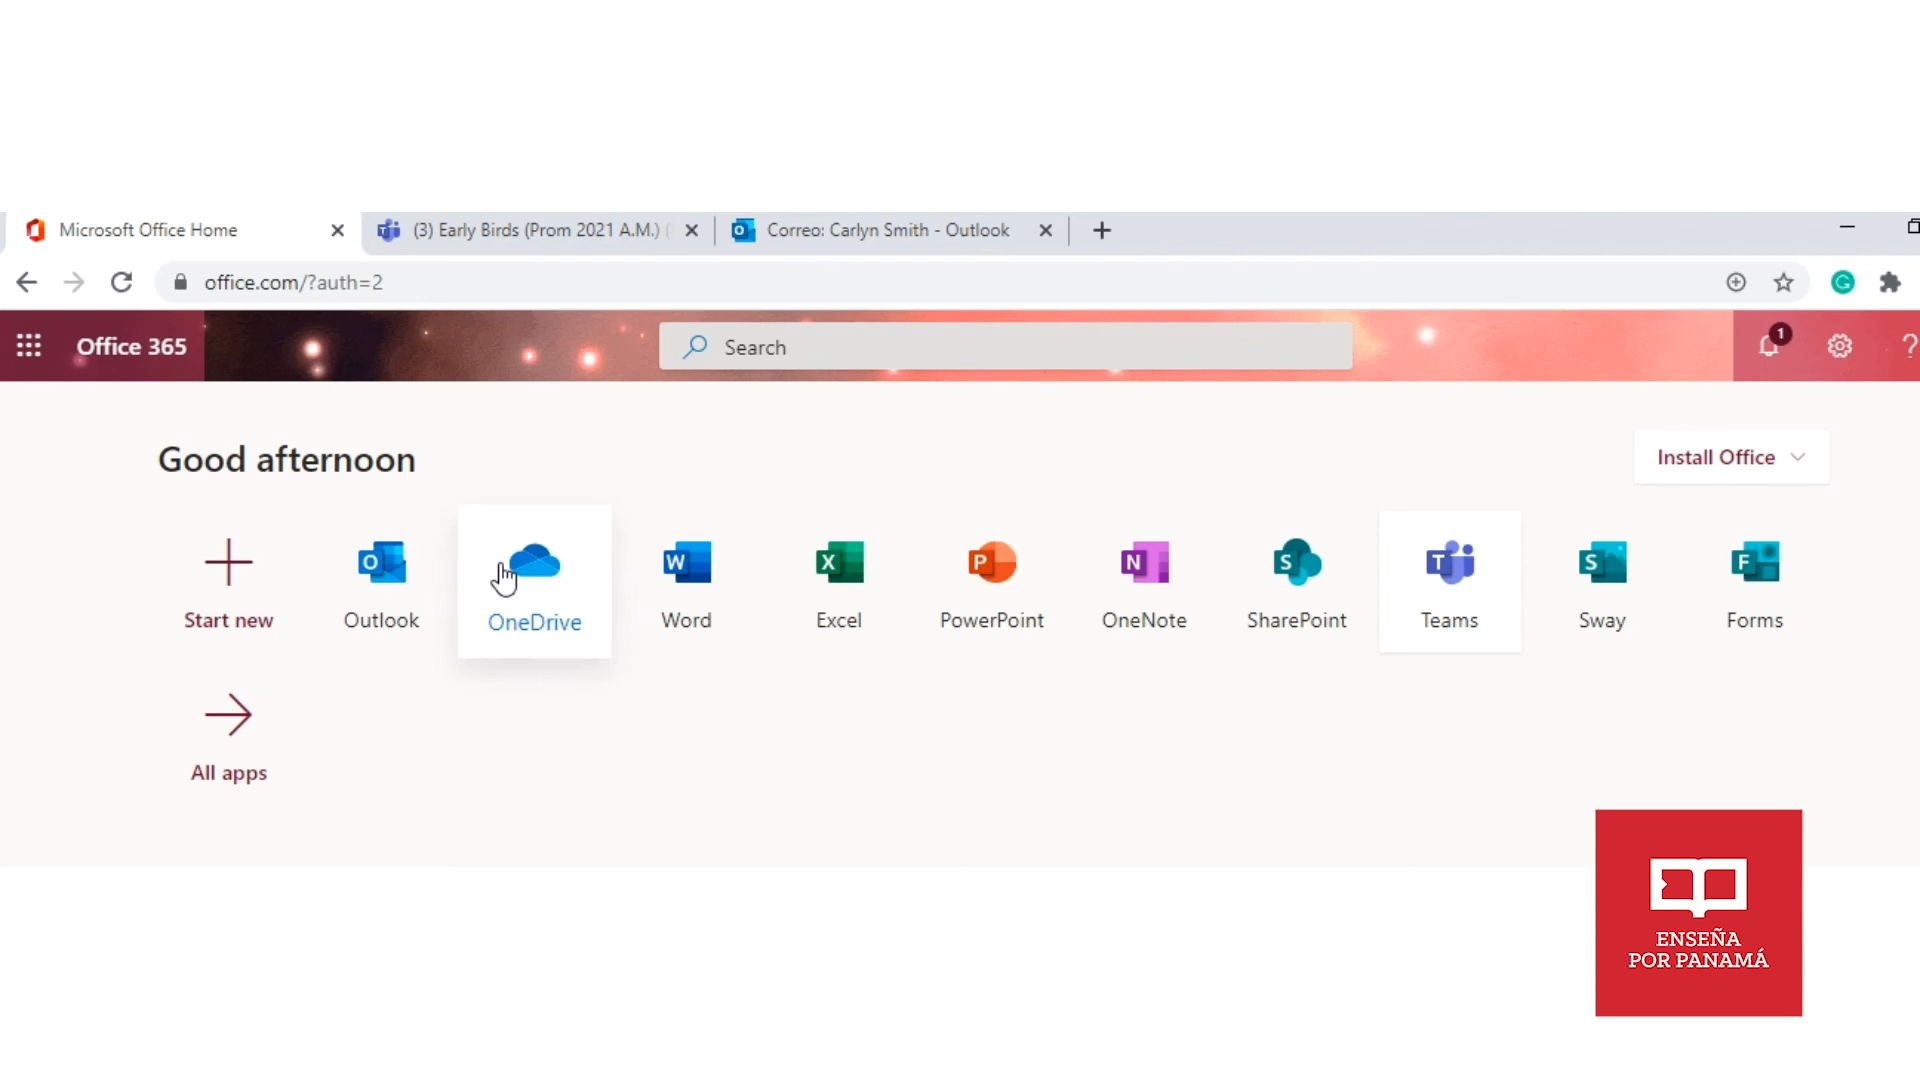 Microsoft Office Home
(3) Early Birds (Prom 2021 A.M.) (
Correo: Carlyn Smith - Outlook
office.com/?auth=2
Office 365
Search
1
?
Good afternoon
Install Office
Start new
Outlook
OneDrive
Word
Excel
PowerPoint
OneNote
SharePoint
Teams
Sway
Forms
All apps
ENSEÑA
POR PANAMÁ